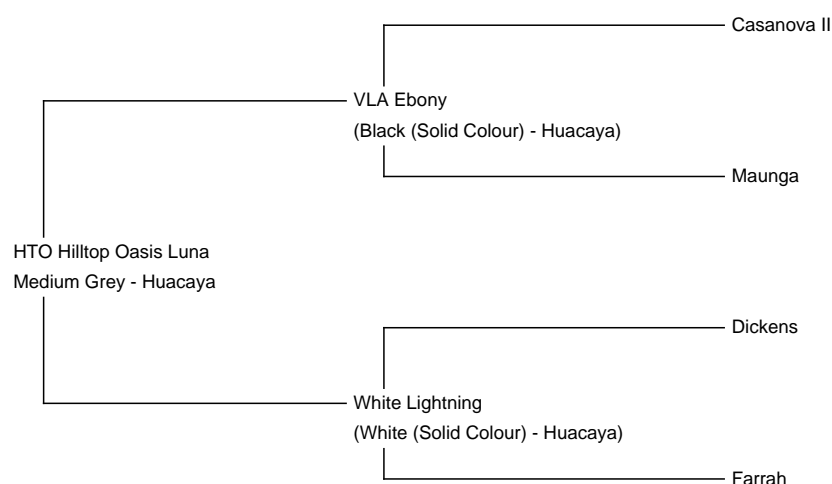 Casanova II
VLA Ebony
(Black (Solid Colour) - Huacaya)
Maunga
HTO Hilltop Oasis Luna
Medium Grey - Huacaya
Dickens
White Lightning
(White (Solid Colour) - Huacaya)
Farrah